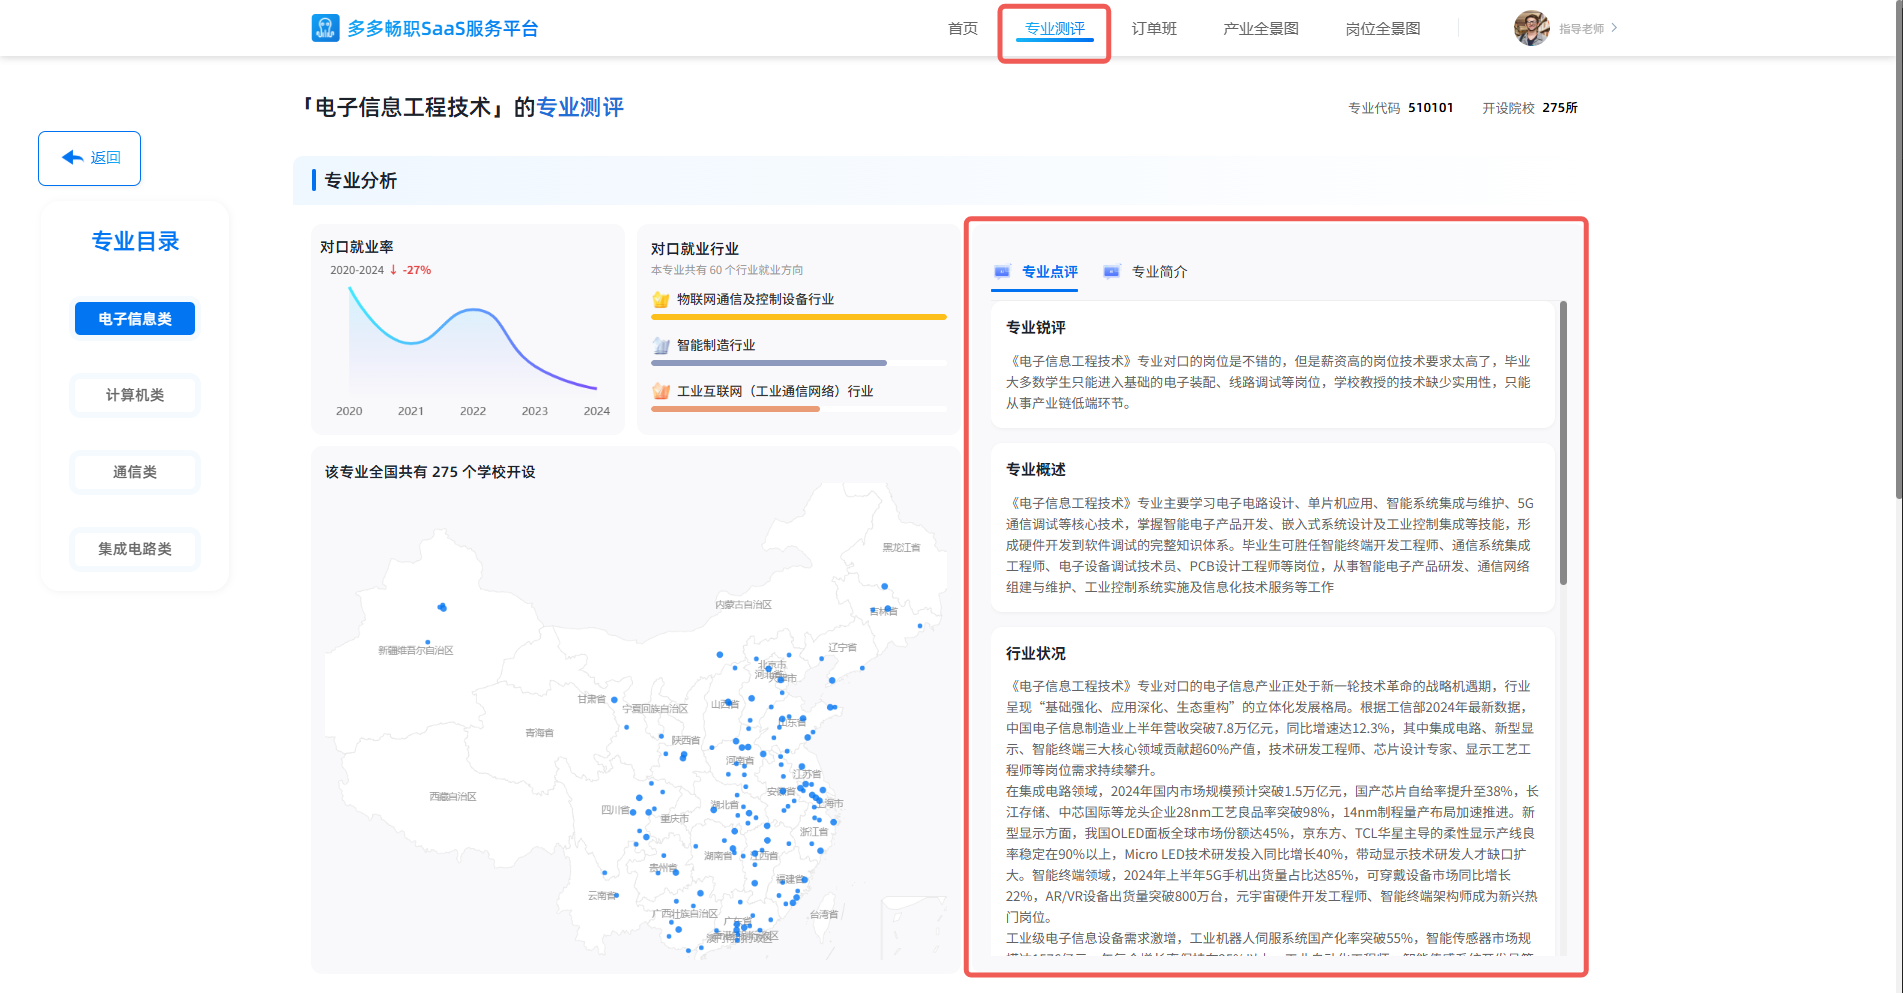 多多畅职SaaS服务平台
首页
专业测评
订单班
产业全景图
岗位全景图
指导老师
「电子信息工程技术」的专业测评
专业代码 510101 开设院校 275所
返回
专业目录
电子信息类
计算机类
通信类
集成电路类
专业分析
对口就业率
2020-2024 ↓ -27%
2020 2021 2022 2023 2024
对口就业行业
本专业共有 60 个行业就业方向
物联网通信及控制设备行业
智能制造行业
工业互联网（工业通信网络）行业
该专业全国共有 275 个学校开设
黑龙江省
内蒙古自治区
吉林省
新疆维吾尔自治区
辽宁省
北京市
河北省
甘肃省
宁夏回族自治区
山西省
山东省
青海省
陕西省
河南省
江苏省
西藏自治区
安徽省
上海市
四川省
湖北省
重庆市
浙江省
湖南省
江西省
贵州省
福建省
云南省
广西壮族自治区
广东省
台湾省
专业点评
专业简介
专业锐评
《电子信息工程技术》专业对口的岗位是不错的，但是薪资高的岗位技术要求太高了，毕业
大多数学生只能进入基础的电子装配、线路调试等岗位，学校教授的技术缺少实用性，只能
从事产业链低端环节。
专业概述
《电子信息工程技术》专业主要学习电子电路设计、单片机应用、智能系统集成与维护、5G
通信调试等核心技术，掌握智能电子产品开发、嵌入式系统设计及工业控制集成等技能，形
成硬件开发到软件调试的完整知识体系。毕业生可胜任智能终端开发工程师、通信系统集成
工程师、电子设备调试技术员、PCB设计工程师等岗位，从事智能电子产品研发、通信网络
组建与维护、工业控制系统实施及信息化技术服务等工作
行业状况
《电子信息工程技术》专业对口的电子信息产业正处于新一轮技术革命的战略机遇期，行业
呈现“基础强化、应用深化、生态重构”的立体化发展格局。根据工信部2024年最新数据，
中国电子信息制造业上半年营收突破7.8万亿元，同比增速达12.3%，其中集成电路、新型显
示、智能终端三大核心领域贡献超60%产值，技术研发工程师、芯片设计专家、显示工艺工
程师等岗位需求持续攀升。
在集成电路领域，2024年国内市场规模预计突破1.5万亿元，国产芯片自给率提升至38%，长
江存储、中芯国际等龙头企业28nm工艺良品率突破98%，14nm制程量产布局加速推进。新
型显示方面，我国OLED面板全球市场份额达45%，京东方、TCL华星主导的柔性显示产线良
率稳定在90%以上，Micro LED技术研发投入同比增长40%，带动显示技术研发人才缺口扩
大。智能终端领域，2024年上半年5G手机出货量占比达85%，可穿戴设备市场同比增长
22%，AR/VR设备出货量突破800万台，元宇宙硬件开发工程师、智能终端架构师成为新兴热
门岗位。
工业级电子信息设备需求激增，工业机器人伺服系统国产化率突破55%，智能传感器市场规